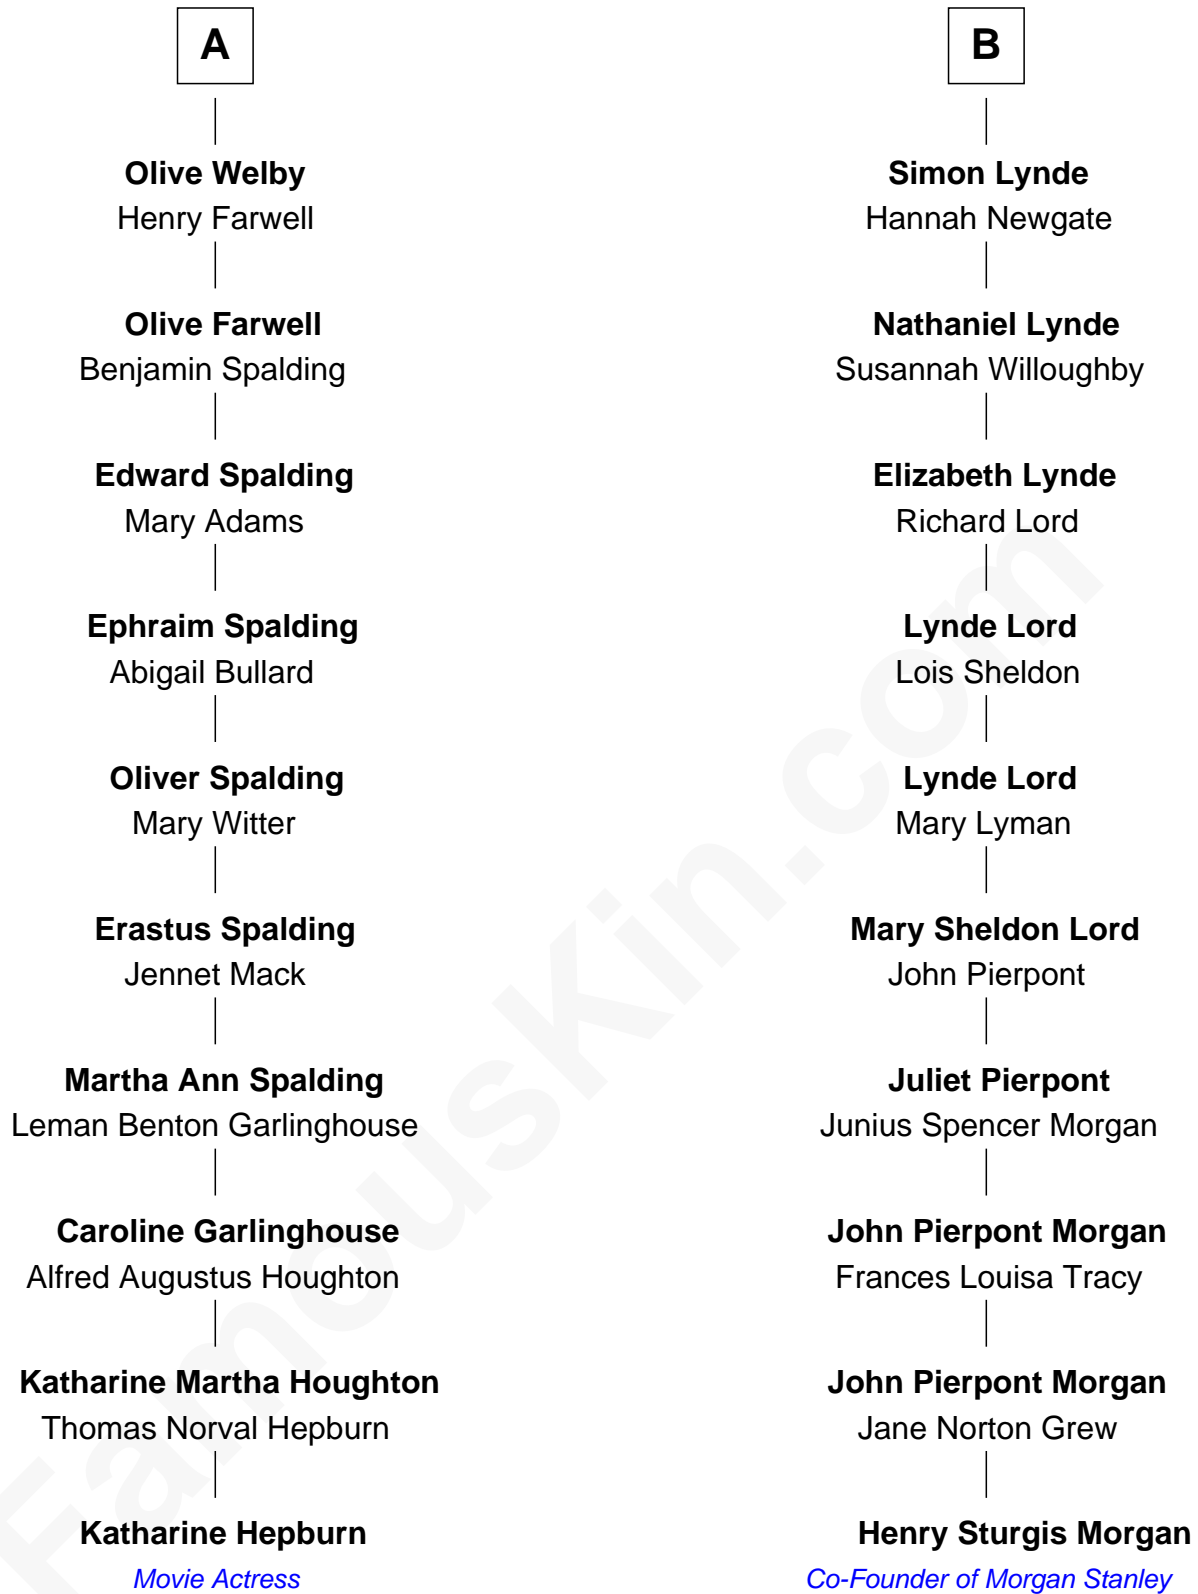 A
Olive Welby
Henry Farwell
Olive Farwell
Benjamin Spalding
Edward Spalding
Mary Adams
Ephraim Spalding
Abigail Bullard
Oliver Spalding
Mary Witter
Erastus Spalding
Jennet Mack
Martha Ann Spalding
Leman Benton Garlinghouse
Caroline Garlinghouse
Alfred Augustus Houghton
Katharine Martha Houghton
Thomas Norval Hepburn
Katharine Hepburn
Movie Actress
B
Simon Lynde
Hannah Newgate
Nathaniel Lynde
Susannah Willoughby
Elizabeth Lynde
Richard Lord
Lynde Lord
Lois Sheldon
Lynde Lord
Mary Lyman
Mary Sheldon Lord
John Pierpont
Juliet Pierpont
Junius Spencer Morgan
John Pierpont Morgan
Frances Louisa Tracy
John Pierpont Morgan
Jane Norton Grew
Henry Sturgis Morgan
Co-Founder of Morgan Stanley
FamousKin.com